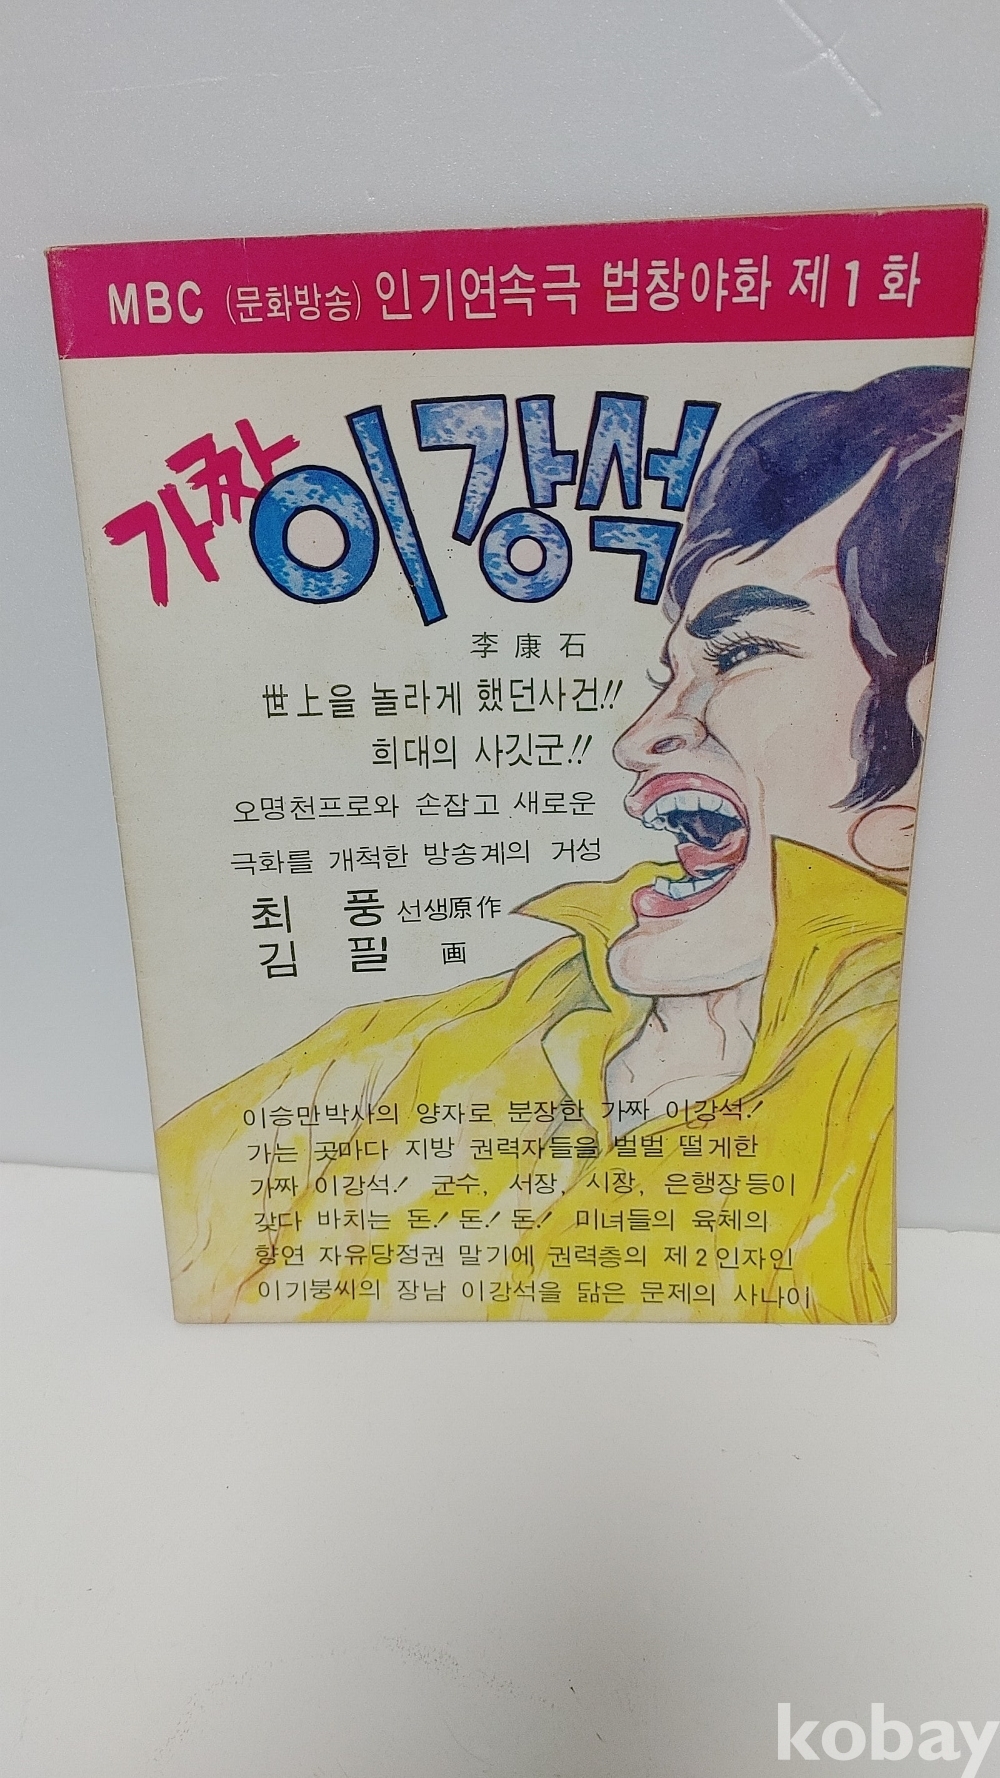 MBC (문화방송) 인기연속극 법창야화 제1화
가짜 이강석
李康石
世上을 놀라게 했던사건!!
희대의 사깃군!!
오명천프로와 손잡고 새로운
극화를 개척한 방송계의 거성
최 풍 선생原作
김 필 画
이승만박사의 양자로 분장한 가짜 이강석!
가는 곳마다 지방 권력자들을 벌벌 떨게한
가짜 이강석! 군수, 서장, 시장, 은행장등이
갖다 바치는 돈! 돈! 돈! 미녀들의 육체의
향연 자유당정권 말기에 권력층의 제2인자인
이기붕씨의 장남 이강석을 닮은 문제의 사나이
kobay